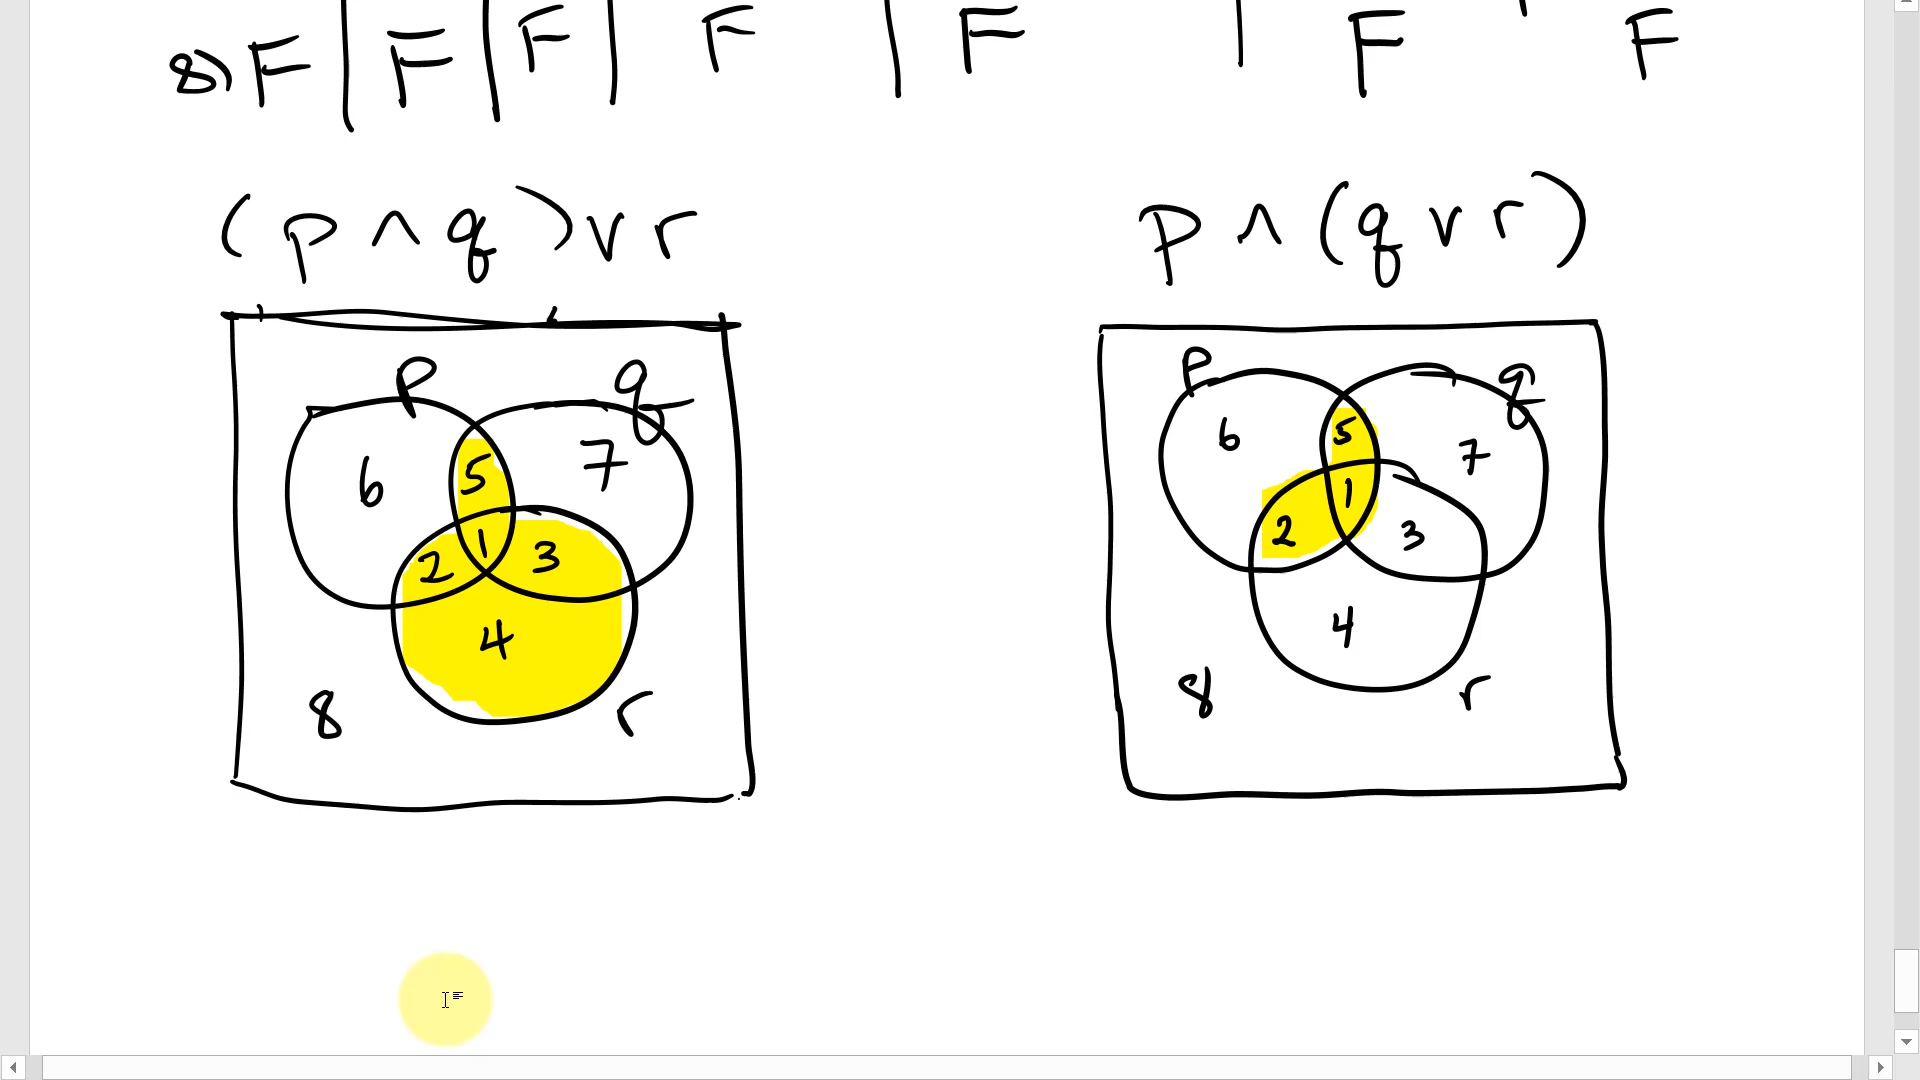 8) F | F | F | F | F | F F
(p ∧ q) ∨ r
p ∧ (q ∨ r)
p q
6 5 7
2 1 3
4
8 r
p q
6 5 7
2 1 3
4
8 r